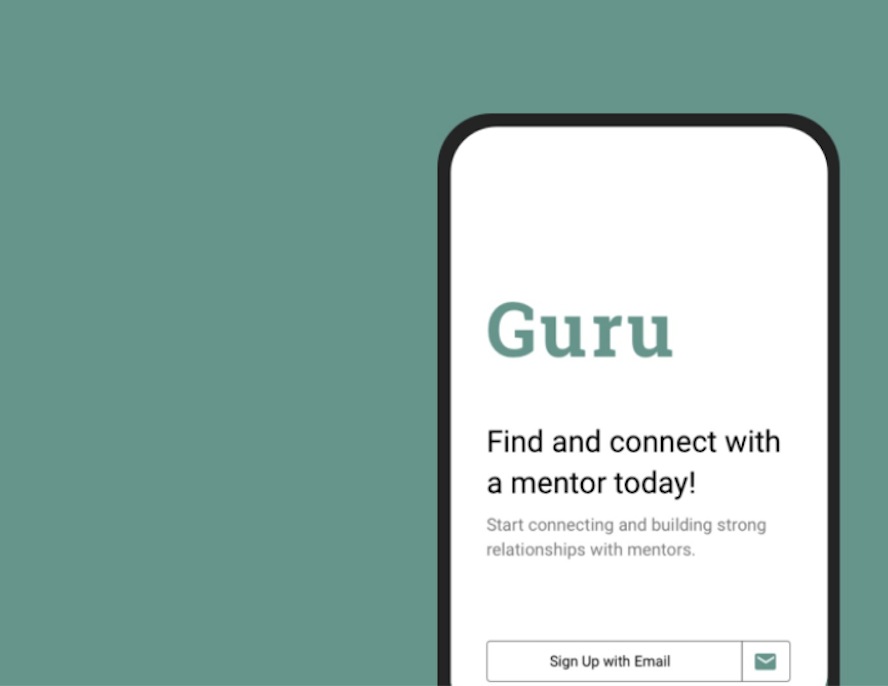 Guru
Find and connect with
a mentor today!
Start connecting and building strong
relationships with mentors.
Sign Up with Email